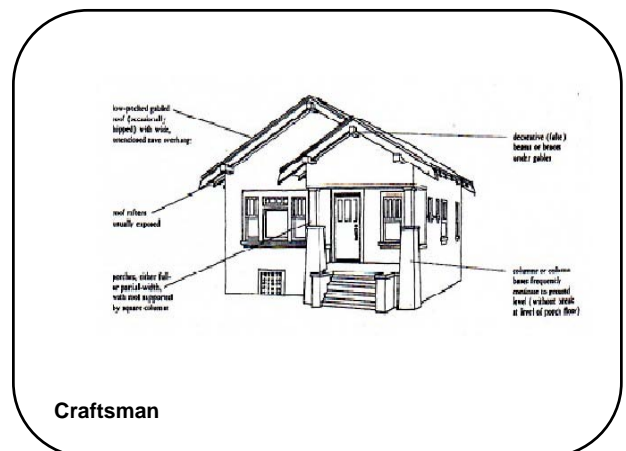 low-pitched gabled
roof (occasionally
hipped) with wide,
unenclosed eave overhang
roof rafters
usually exposed
porches, either full-
or partial-width,
with roof supported
by square columns
decorative (false)
beams or braces
under gables
columns or column
bases frequently
continue to ground
level (without break
at level of porch floor)
Craftsman